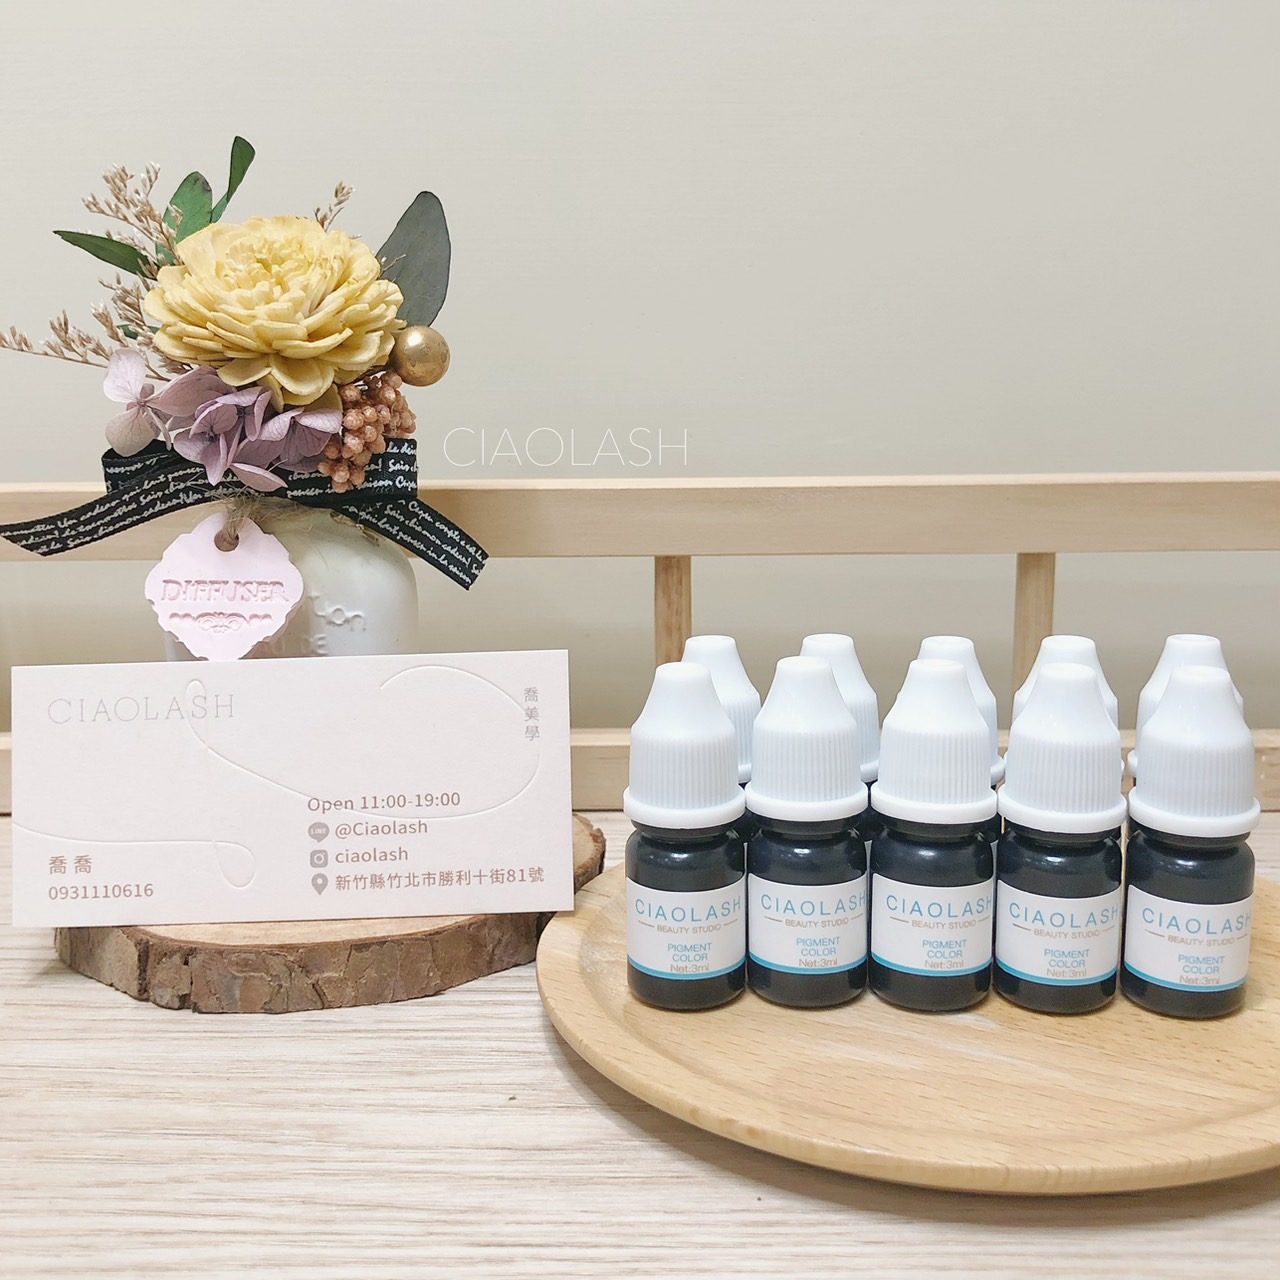 CIAOLASH
DIFFUSER
CIAOLASH
喬美學
Open 11:00-19:00
LINE @Ciaolash
ciaolash
新竹縣竹北市勝利十街81號
喬喬
0931110616
CIAOLASH
BEAUTY STUDIO
PIGMENT
COLOR
Net:3ml
CIAOLASH
BEAUTY STUDIO
PIGMENT
COLOR
Net:3ml
CIAOLASH
BEAUTY STUDIO
PIGMENT
COLOR
Net:3ml
CIAOLASH
BEAUTY STUDIO
PIGMENT
COLOR
Net:3ml
CIAOLASH
BEAUTY STUDIO
PIGMENT
COLOR
Net:3ml